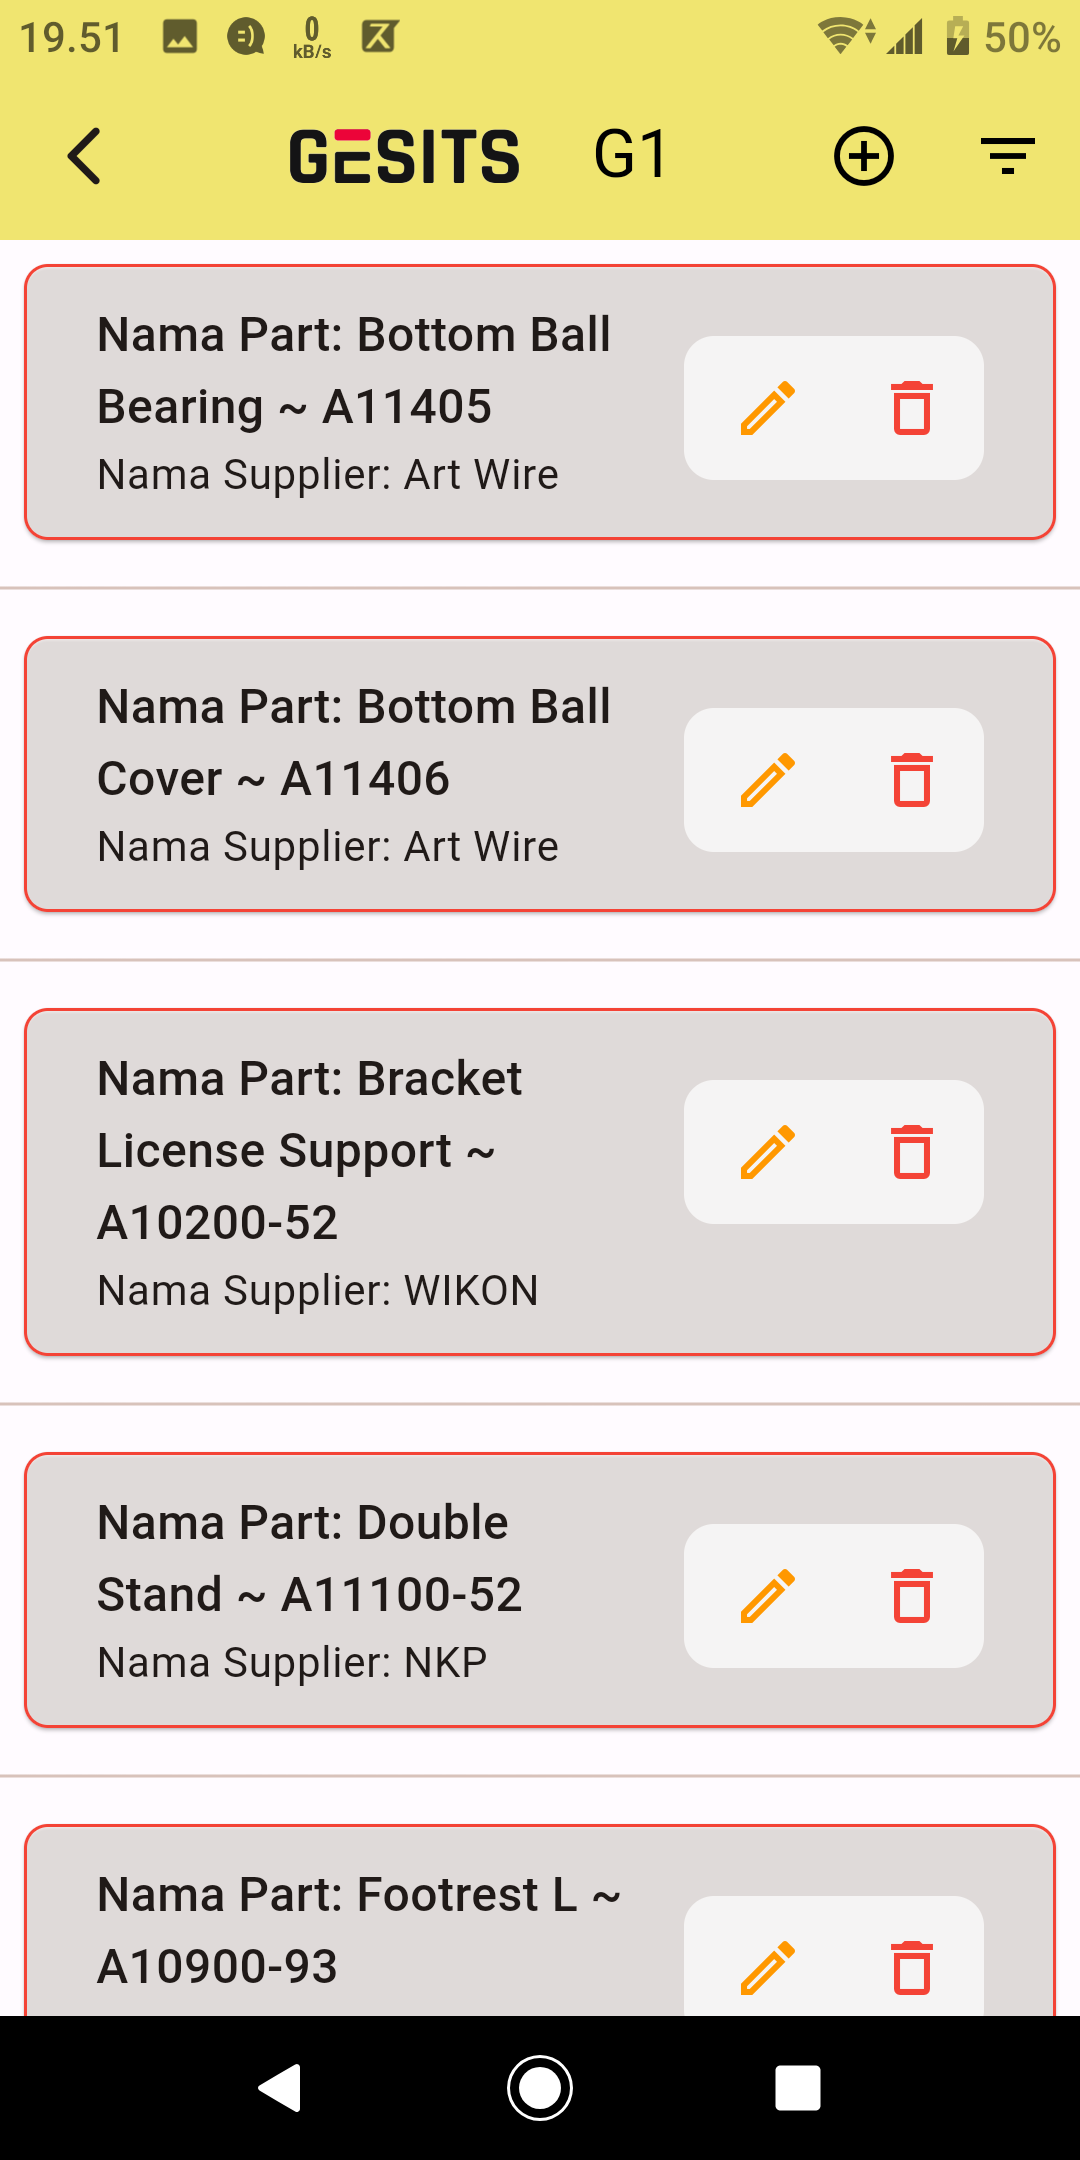 19.51 0 kB/s 50%
GESITS G1
Nama Part: Bottom Ball
Bearing ~ A11405
Nama Supplier: Art Wire
Nama Part: Bottom Ball
Cover ~ A11406
Nama Supplier: Art Wire
Nama Part: Bracket
License Support ~
A10200-52
Nama Supplier: WIKON
Nama Part: Double
Stand ~ A11100-52
Nama Supplier: NKP
Nama Part: Footrest L ~
A10900-93